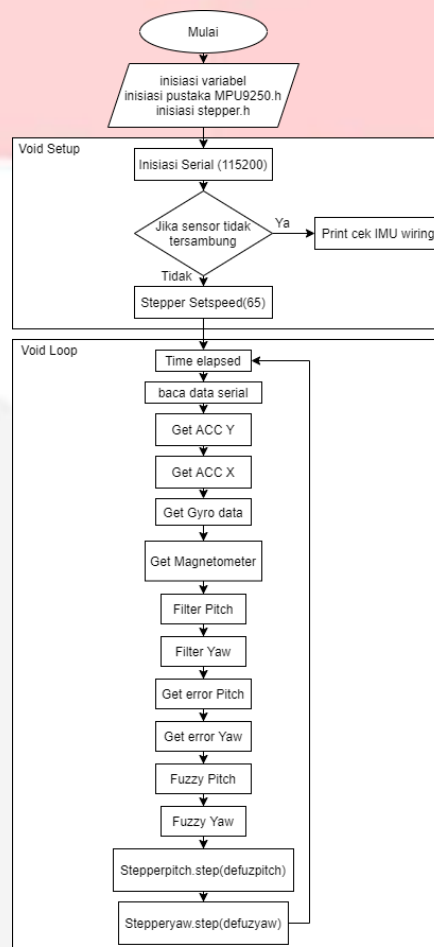 Mulai
inisiasi variabel
inisiasi pustaka MPU9250.h
inisiasi stepper.h
Void Setup
Inisiasi Serial (115200)
Jika sensor tidak
tersambung
Ya
Print cek IMU wiring
Tidak
Stepper Setspeed(65)
Void Loop
Time elapsed
baca data serial
Get ACC Y
Get ACC X
Get Gyro data
Get Magnetometer
Filter Pitch
Filter Yaw
Get error Pitch
Get error Yaw
Fuzzy Pitch
Fuzzy Yaw
Stepperpitch.step(defuzpitch)
Stepperyaw.step(defuzyaw)